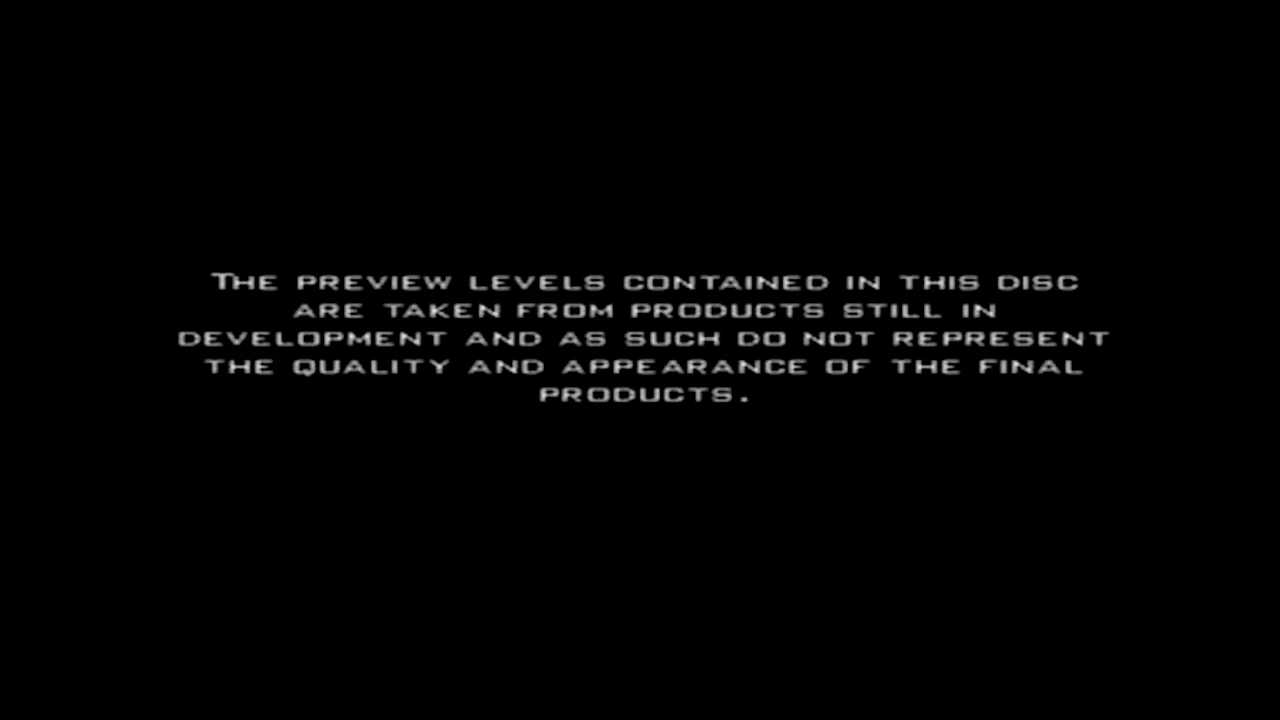 The preview levels contained in this disc
are taken from products still in
development and as such do not represent
the quality and appearance of the final
products.